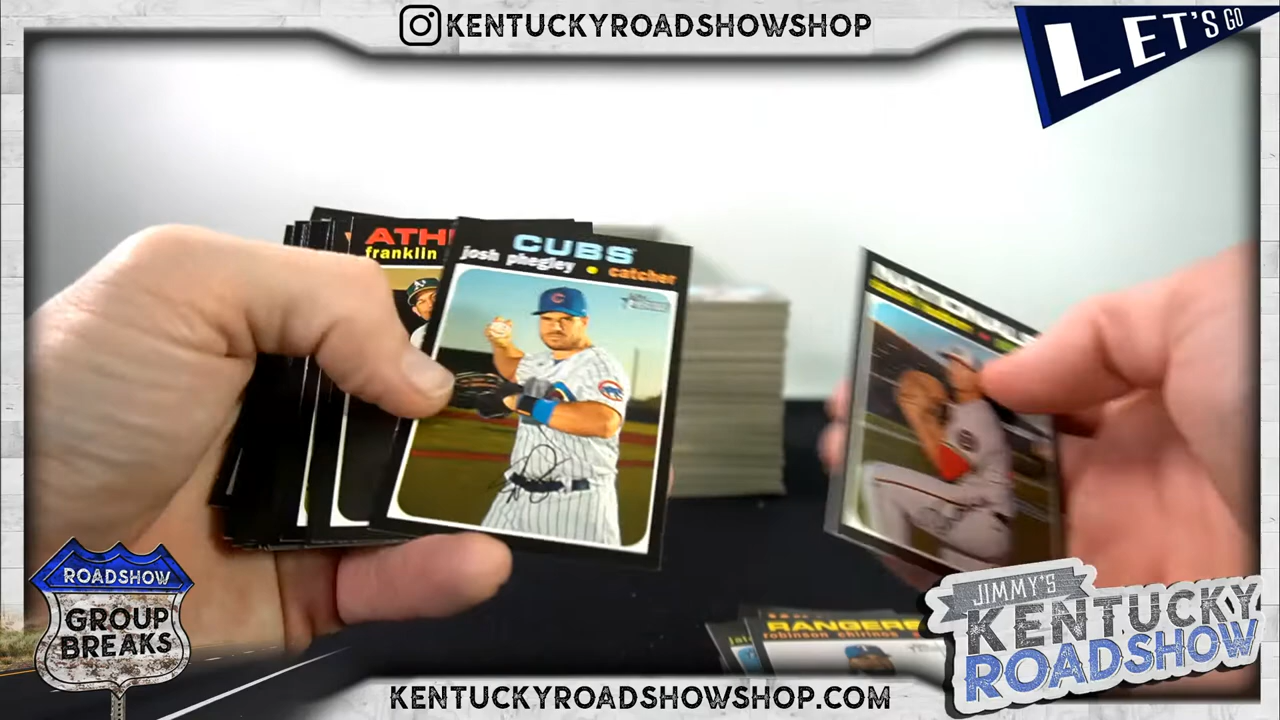 KENTUCKYROADSHOWSHOP
LET'S GO
ATH
franklin
CUBS
josh phegley • catcher
RANGERS
robinson chirinos
ROADSHOW
GROUP
BREAKS
JIMMY'S
KENTUCKY
ROADSHOW
KENTUCKYROADSHOWSHOP.COM